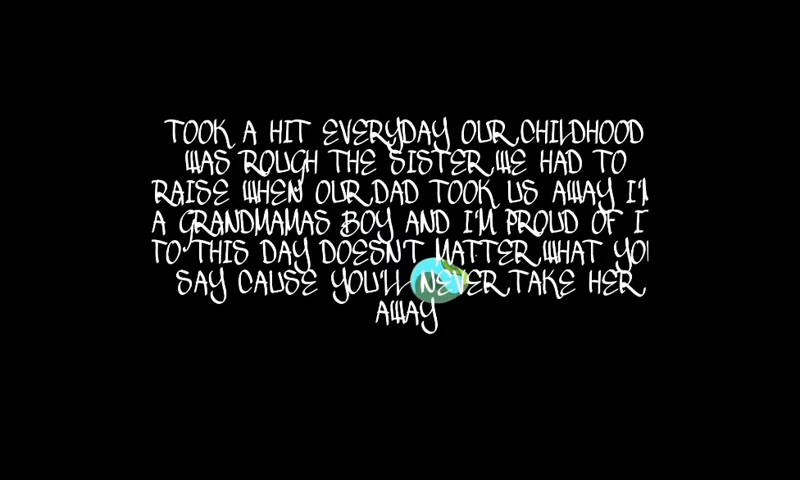 TOOK A HIT EVERYDAY OUR CHILDHOOD
WAS ROUGH THE SISTER WE HAD TO
RAISE WHEN OUR DAD TOOK US AWAY I'M
A GRANDMAMAS BOY AND I'M PROUD OF I
TO THIS DAY DOESN'T MATTER WHAT YOU
SAY CAUSE YOU'LL NEVER TAKE HER
AWAY